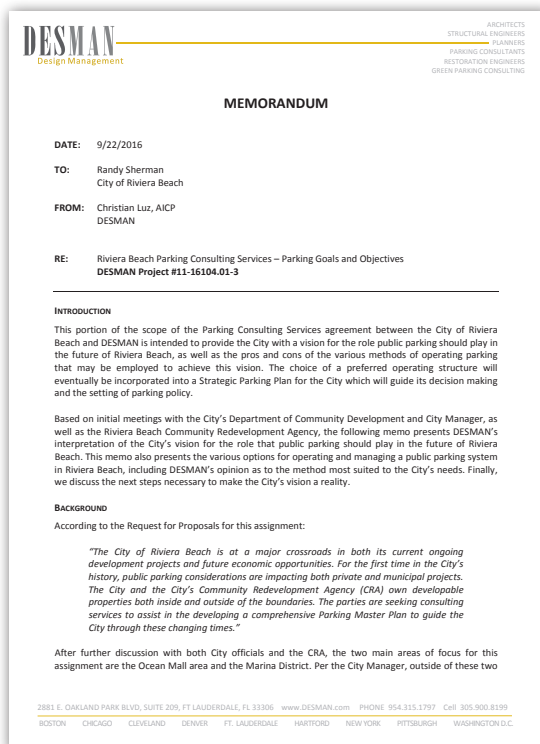 DESMAN
Design Management
ARCHITECTS
STRUCTURAL ENGINEERS
PLANNERS
PARKING CONSULTANTS
RESTORATION ENGINEERS
GREEN PARKING CONSULTING
MEMORANDUM
DATE: 9/22/2016
TO: Randy Sherman
City of Riviera Beach
FROM: Christian Luz, AICP
DESMAN
RE: Riviera Beach Parking Consulting Services – Parking Goals and Objectives
DESMAN Project #11-16104.01-3
INTRODUCTION
This portion of the scope of the Parking Consulting Services agreement between the City of Riviera
Beach and DESMAN is intended to provide the City with a vision for the role public parking should play in
the future of Riviera Beach, as well as the pros and cons of the various methods of operating parking
that may be employed to achieve this vision. The choice of a preferred operating structure will
eventually be incorporated into a Strategic Parking Plan for the City which will guide its decision making
and the setting of parking policy.
Based on initial meetings with the City's Department of Community Development and City Manager, as
well as the Riviera Beach Community Redevelopment Agency, the following memo presents DESMAN's
interpretation of the City's vision for the role that public parking should play in the future of Riviera
Beach. This memo also presents the various options for operating and managing a public parking system
in Riviera Beach, including DESMAN's opinion as to the method most suited to the City's needs. Finally,
we discuss the next steps necessary to make the City's vision a reality.
BACKGROUND
According to the Request for Proposals for this assignment:
"The City of Riviera Beach is at a major crossroads in both its current ongoing
development projects and future economic opportunities. For the first time in the City's
history, public parking considerations are impacting both private and municipal projects.
The City and the City's Community Redevelopment Agency (CRA) own developable
properties both inside and outside of the boundaries. The parties are seeking consulting
services to assist in the developing a comprehensive Parking Master Plan to guide the
City through these changing times."
After further discussion with both City officials and the CRA, the two main areas of focus for this
assignment are the Ocean Mall area and the Marina District. Per the City Manager, outside of these two
2881 E. OAKLAND PARK BLVD, SUITE 209, FT LAUDERDALE, FL 33306 www.DESMAN.com PHONE 954.315.1797 Cell 305.900.8199
BOSTON CHICAGO CLEVELAND DENVER FT. LAUDERDALE HARTFORD NEW YORK PITTSBURGH WASHINGTON D.C.